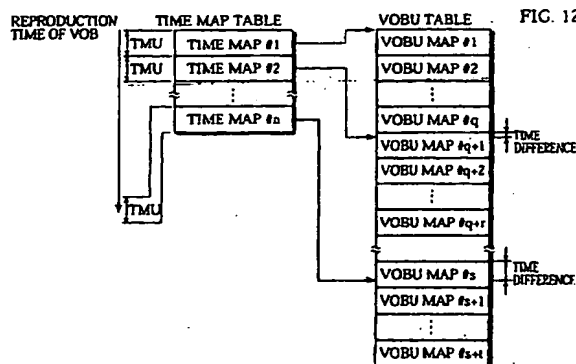 FIG. 12
REPRODUCTION
TIME OF VOB
TIME MAP TABLE
TMU
TIME MAP #1
TMU
TIME MAP #2
⋮
TIME MAP #n
TMU
VOBU TABLE
VOBU MAP #1
VOBU MAP #2
⋮
VOBU MAP #q
VOBU MAP #q+1
VOBU MAP #q+2
⋮
VOBU MAP #q+r
VOBU MAP #s
VOBU MAP #s+1
⋮
VOBU MAP #s+t
TIME
DIFFERENCE
TIME
DIFFERENCE